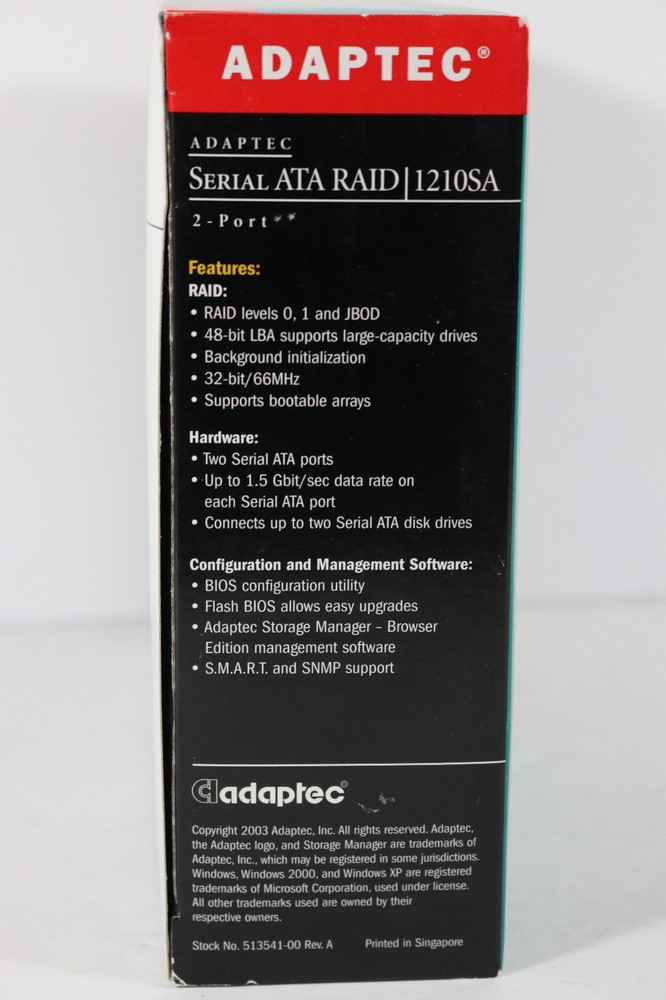 ADAPTEC®
ADAPTEC
SERIAL ATA RAID | 1210SA
2-Port
Features:
RAID:
• RAID levels 0, 1 and JBOD
• 48-bit LBA supports large-capacity drives
• Background initialization
• 32-bit/66MHz
• Supports bootable arrays
Hardware:
• Two Serial ATA ports
• Up to 1.5 Gbit/sec data rate on
each Serial ATA port
• Connects up to two Serial ATA disk drives
Configuration and Management Software:
• BIOS configuration utility
• Flash BIOS allows easy upgrades
• Adaptec Storage Manager – Browser
Edition management software
• S.M.A.R.T. and SNMP support
adaptec®
Copyright 2003 Adaptec, Inc. All rights reserved. Adaptec,
the Adaptec logo, and Storage Manager are trademarks of
Adaptec, Inc., which may be registered in some jurisdictions.
Windows, Windows 2000, and Windows XP are registered
trademarks of Microsoft Corporation, used under license.
All other trademarks used are owned by their
respective owners.
Stock No. 513541-00 Rev. A Printed in Singapore